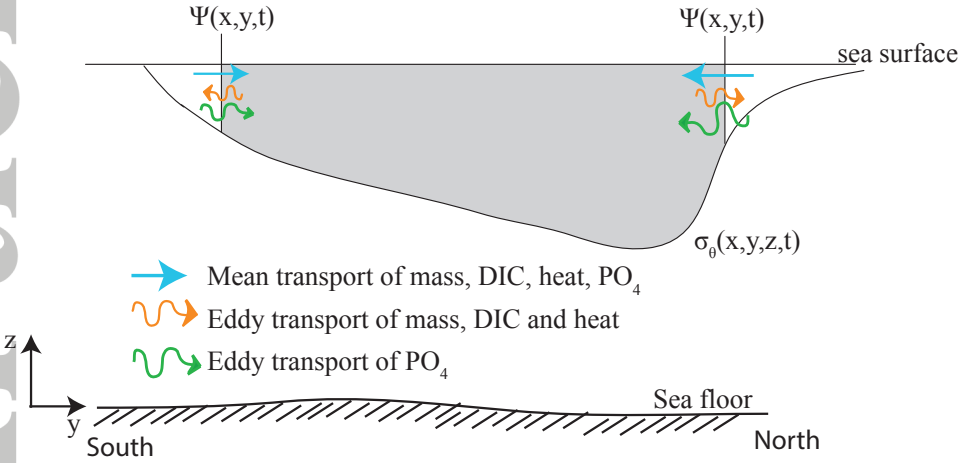 Ψ(x,y,t) Ψ(x,y,t)
sea surface
σ_θ(x,y,z,t)
Mean transport of mass, DIC, heat, PO₄
Eddy transport of mass, DIC and heat
Eddy transport of PO₄
z
y
Sea floor
South
North